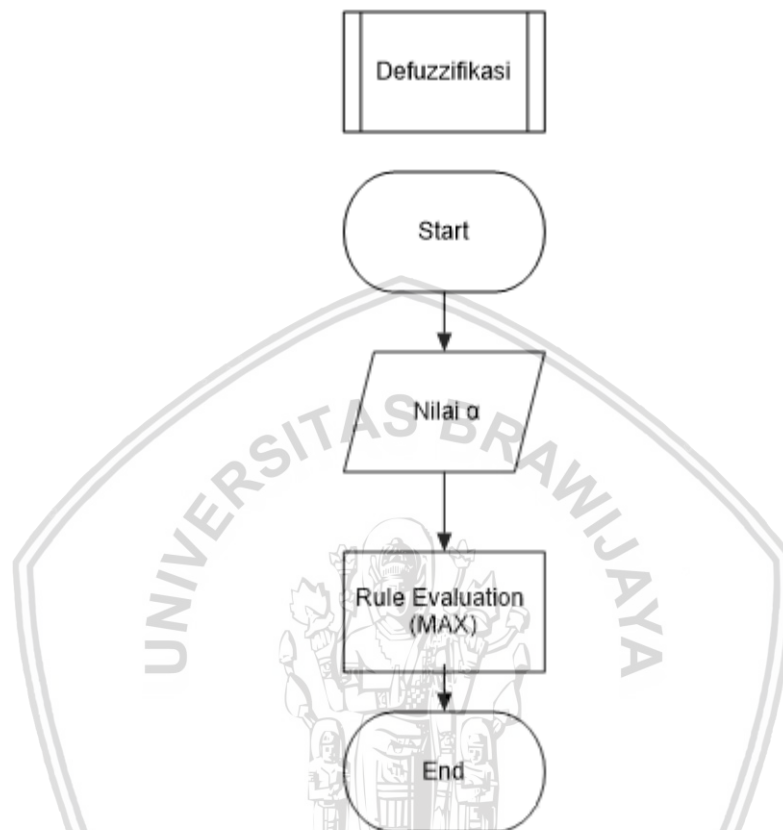 Defuzzifikasi
Start
Nilai α
UNIVERSITAS BRAWIJAYA
Rule Evaluation
(MAX)
End